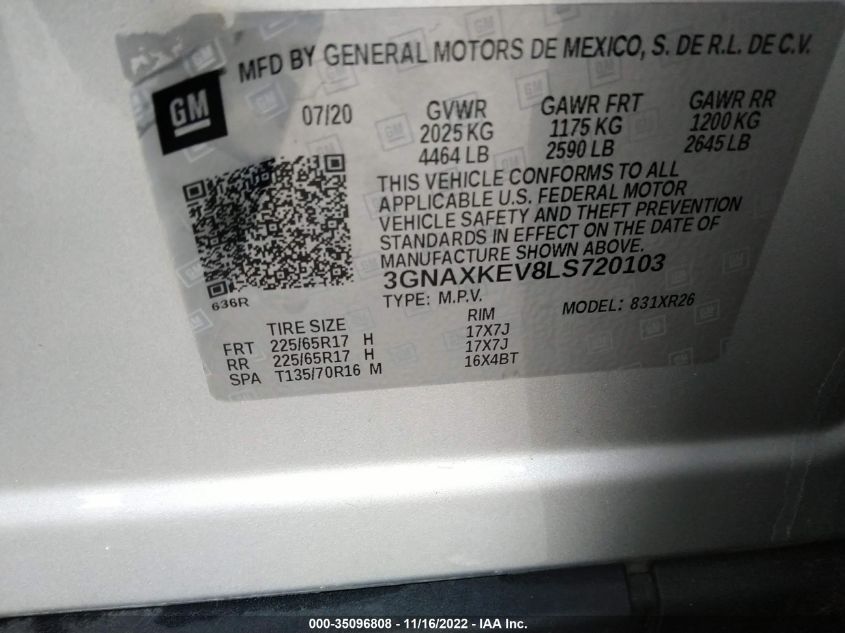 MFD BY GENERAL MOTORS DE MEXICO, S. DE R.L. DE C.V.
GM
07/20 GVWR GAWR FRT GAWR RR
2025 KG 1175 KG 1200 KG
4464 LB 2590 LB 2645 LB
THIS VEHICLE CONFORMS TO ALL
APPLICABLE U.S. FEDERAL MOTOR
VEHICLE SAFETY AND THEFT PREVENTION
STANDARDS IN EFFECT ON THE DATE OF
MANUFACTURE SHOWN ABOVE.
3GNAXKEV8LS720103
636R
TYPE: M.P.V. MODEL: 831XR26
TIRE SIZE RIM
FRT 225/65R17 H 17X7J
RR 225/65R17 H 17X7J
SPA T135/70R16 M 16X4BT
000-35096808 - 11/16/2022 - IAA Inc.